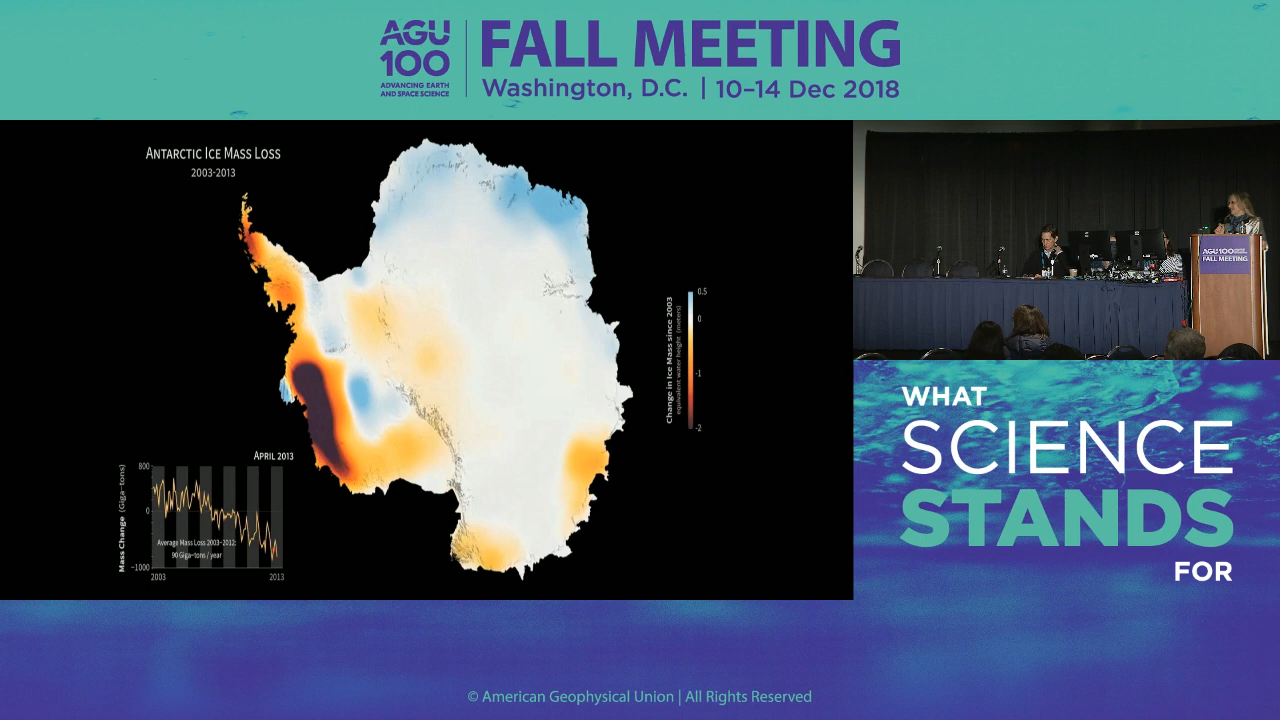 AGU
100
ADVANCING EARTH
AND SPACE SCIENCE
FALL MEETING
Washington, D.C. | 10–14 Dec 2018
ANTARCTIC ICE MASS LOSS
2003-2013
0.5
0
-1
-2
Change in Ice Mass since 2003
equivalent water height (meters)
APRIL 2013
800
0
-1000
Mass Change (Giga-tons)
Average Mass Loss 2003-2012:
90 Giga-tons / year
2003
2013
AGU100
FALL MEETING
WHAT
SCIENCE
STANDS
FOR
© American Geophysical Union | All Rights Reserved